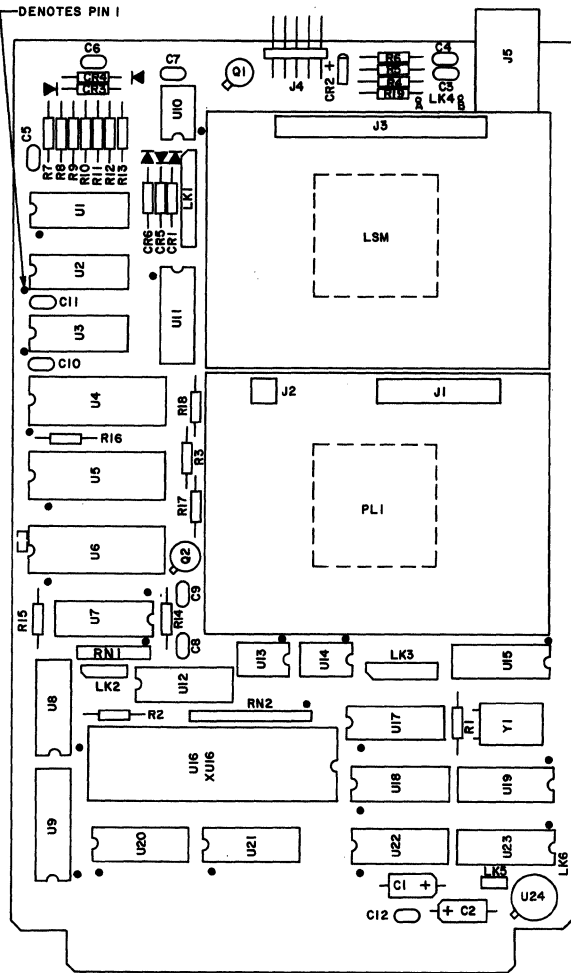 DENOTES PIN 1
C6
C7
Q1
J4
CR2 +
R6
R5
R4
R19
C4
C3
LK4
A
B
J5
CR4
CR3
U10
C5
R7
R8
R9
R10
R11
R12
R13
J3
LK1
CR6
CR5
CR1
LSM
U1
U2
C11
U11
U3
C10
U4
R18
J2
J1
R16
R3
U5
R17
PL1
U6
Q2
C9
R15
U7
R14
C8
RN1
U13
U14
LK3
U15
LK2
U12
U8
R2
RN2
U17
R1
Y1
U16
XU16
U18
U19
U9
U20
U21
U22
U23
LK6
LK5
C1 +
U24
C12
+ C2